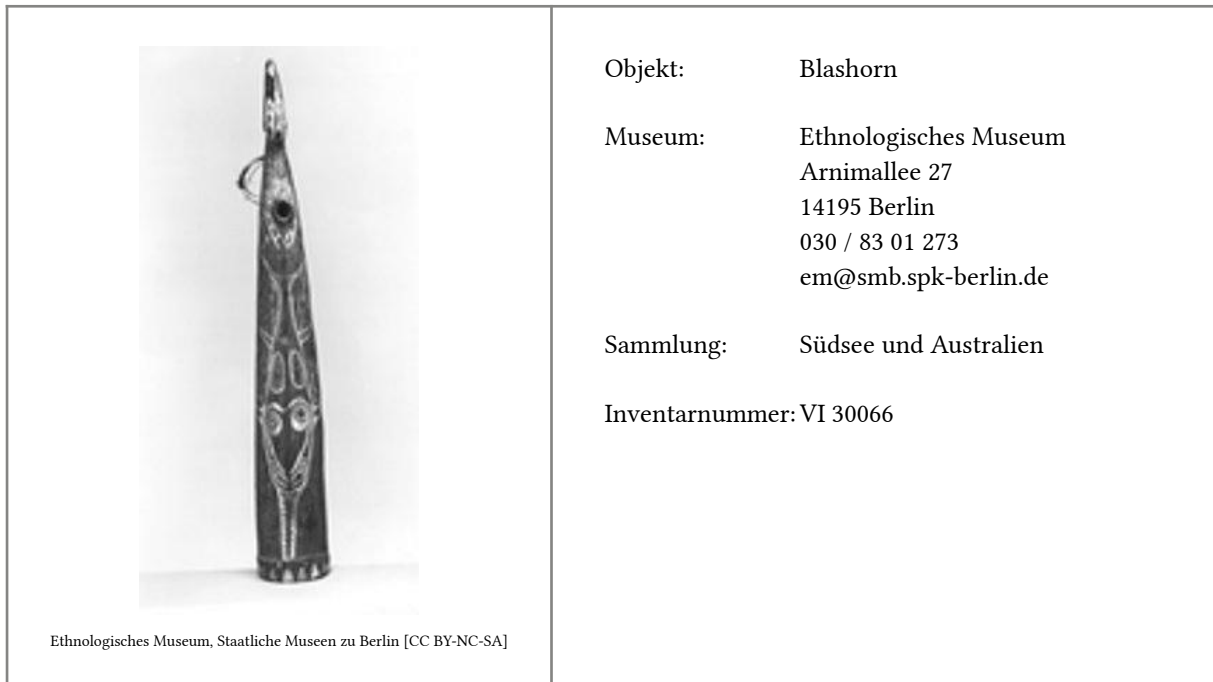 Objekt: Blashorn
Museum: Ethnologisches Museum
Arnimallee 27
14195 Berlin
030 / 83 01 273
em@smb.spk-berlin.de
Sammlung: Südsee und Australien
Inventarnummer: VI 30066
Ethnologisches Museum, Staatliche Museen zu Berlin [CC BY-NC-SA]